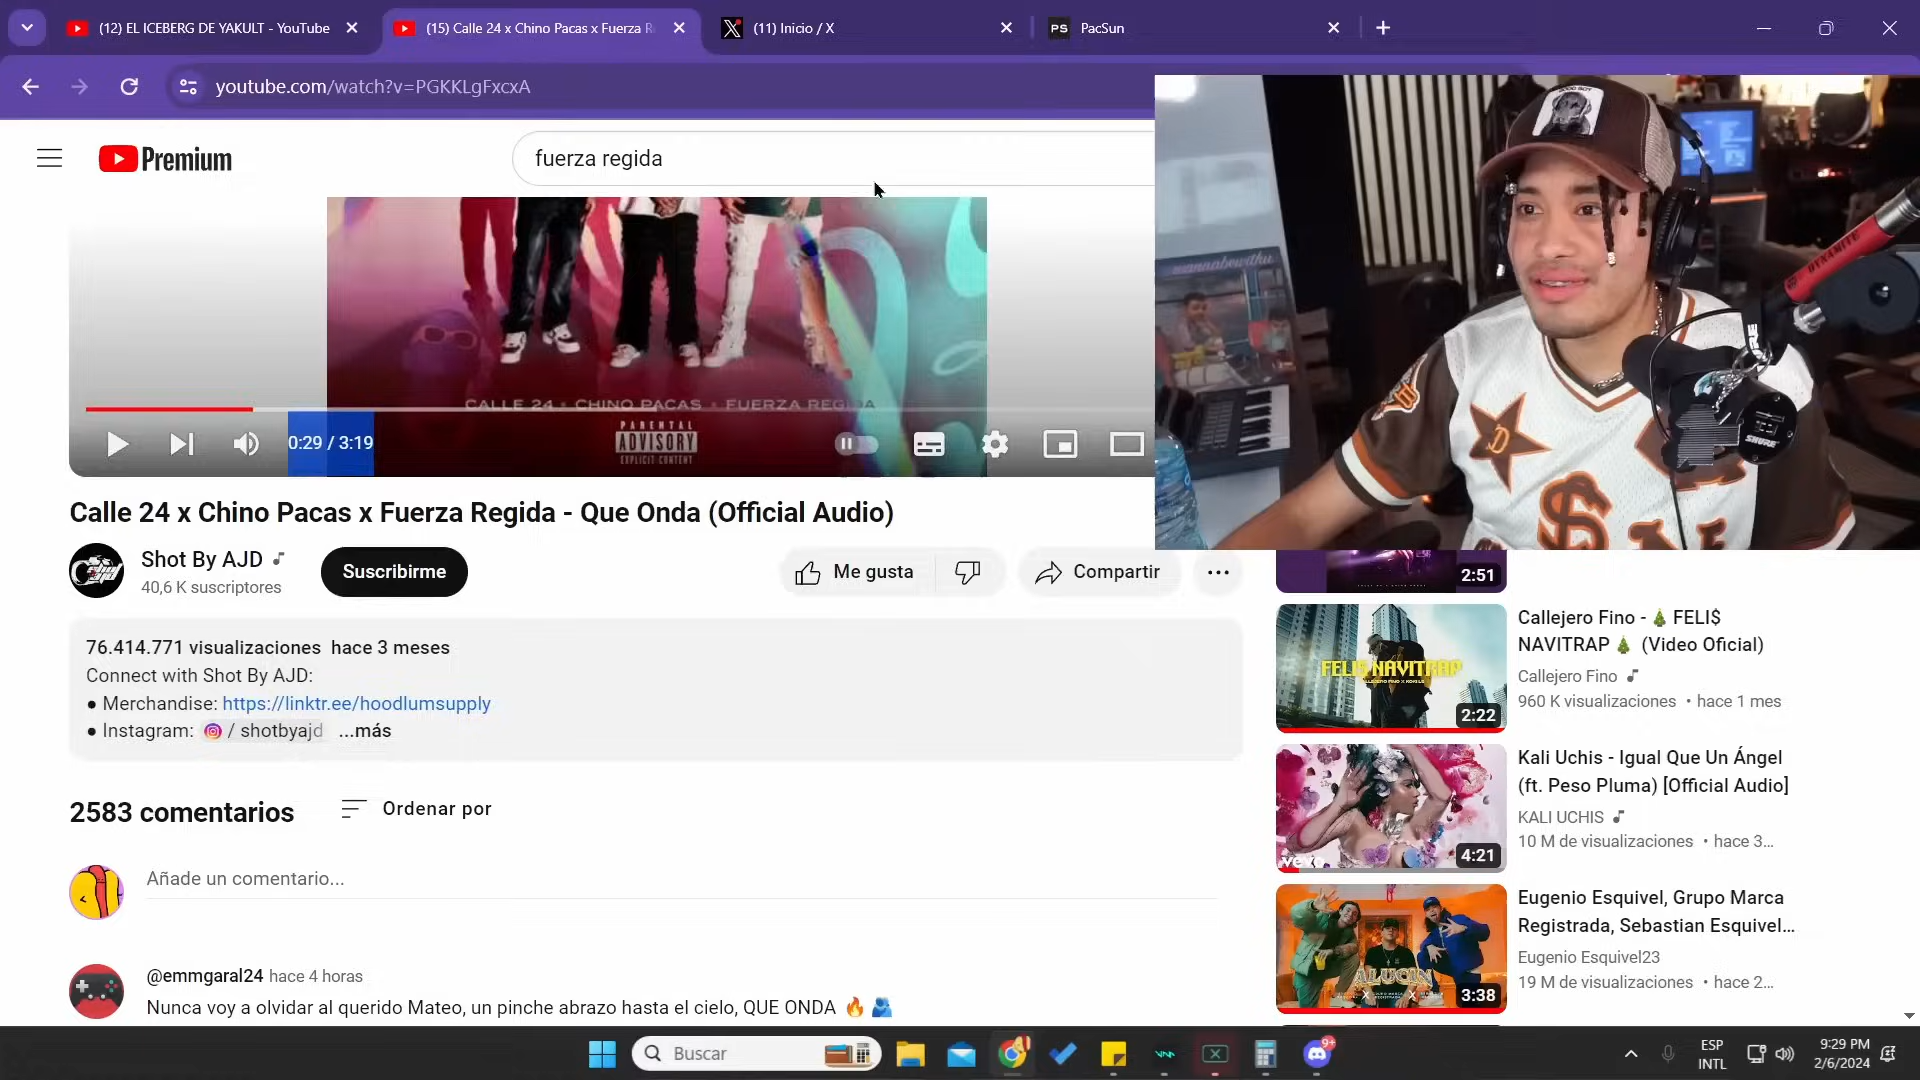 (12) EL ICEBERG DE YAKULT - YouTube
(15) Calle 24 x Chino Pacas x Fuerza R
(11) Inicio / X
PS PacSun
youtube.com/watch?v=PGKKLgFxcxA
Premium
fuerza regida
CALLE 24 × CHINO PACAS × FUERZA REGIDA
PARENTAL
ADVISORY
EXPLICIT CONTENT
0:29 / 3:19
wannabewithu
DYNAMITE
SHURE
D
Calle 24 x Chino Pacas x Fuerza Regida - Que Onda (Official Audio)
Shot By AJD
40,6 K suscriptores
Suscribirme
Me gusta
Compartir
76.414.771 visualizaciones hace 3 meses
Connect with Shot By AJD:
● Merchandise: https://linktr.ee/hoodlumsupply
● Instagram: / shotbyajd ...más
2583 comentarios
Ordenar por
Añade un comentario...
@emmgaral24 hace 4 horas
Nunca voy a olvidar al querido Mateo, un pinche abrazo hasta el cielo, QUE ONDA 🔥🫂
2:51
FELIS NAVITRAP
2:22
Callejero Fino - 🎄 FELI$
NAVITRAP 🎄 (Video Oficial)
Callejero Fino
960 K visualizaciones • hace 1 mes
vevo
4:21
Kali Uchis - Igual Que Un Ángel
(ft. Peso Pluma) [Official Audio]
KALI UCHIS
10 M de visualizaciones • hace 3...
ALUCIN
3:38
Eugenio Esquivel, Grupo Marca
Registrada, Sebastian Esquivel...
Eugenio Esquivel23
19 M de visualizaciones • hace 2...
Buscar
9+
ESP
INTL
9:29 PM
2/6/2024